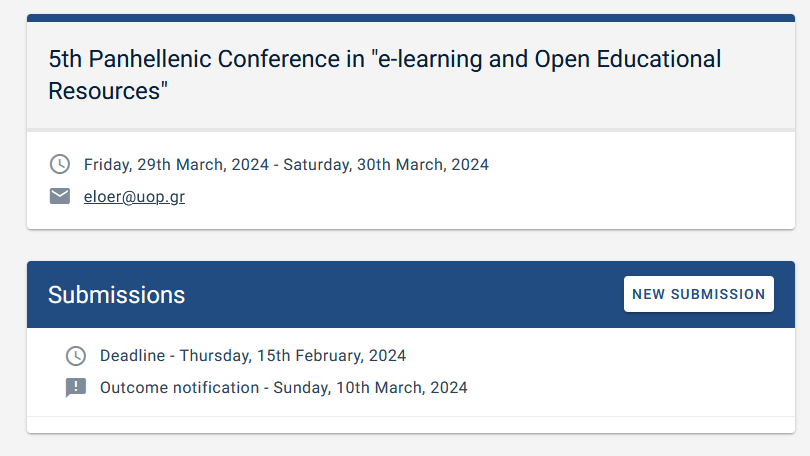 5th Panhellenic Conference in "e-learning and Open Educational
Resources"
Friday, 29th March, 2024 - Saturday, 30th March, 2024
eloer@uop.gr
Submissions
NEW SUBMISSION
Deadline - Thursday, 15th February, 2024
Outcome notification - Sunday, 10th March, 2024